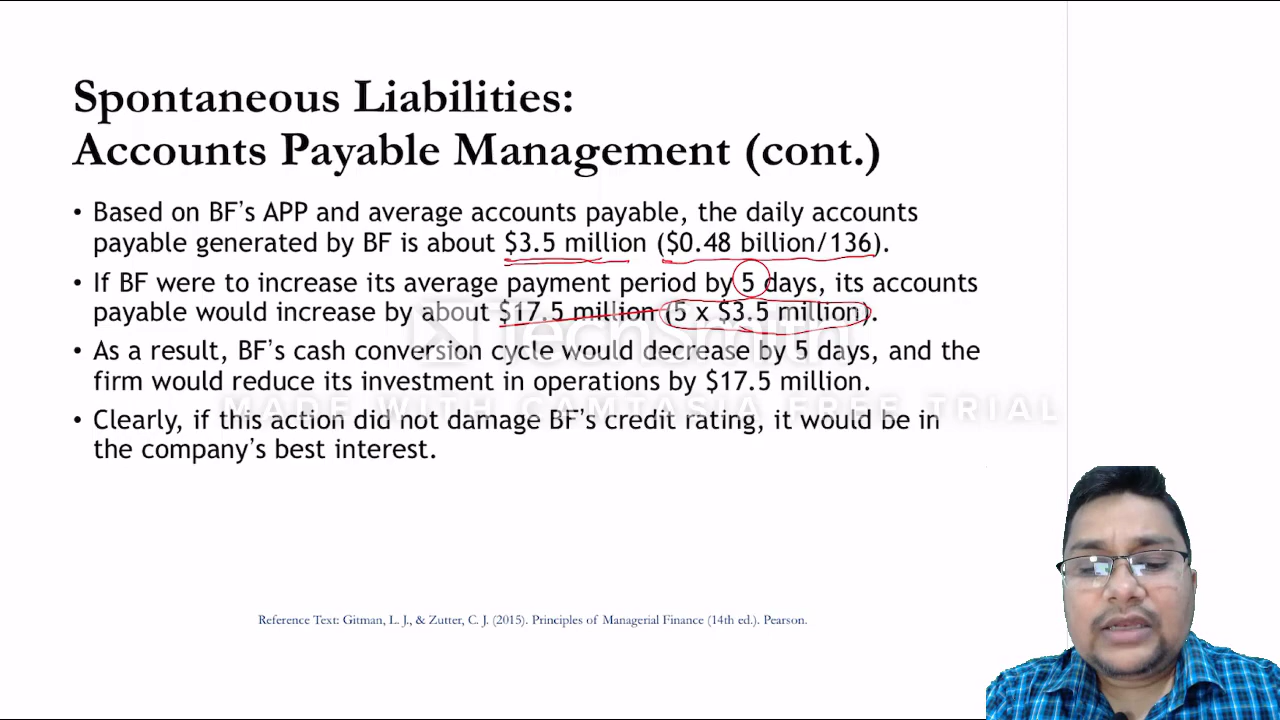 Spontaneous Liabilities:
Accounts Payable Management (cont.)
• Based on BF’s APP and average accounts payable, the daily accounts
payable generated by BF is about $3.5 million ($0.48 billion/136).
• If BF were to increase its average payment period by 5 days, its accounts
payable would increase by about $17.5 million (5 x $3.5 million).
• As a result, BF’s cash conversion cycle would decrease by 5 days, and the
firm would reduce its investment in operations by $17.5 million.
• Clearly, if this action did not damage BF’s credit rating, it would be in
the company’s best interest.
TechSmith
MADE WITH CAMTASIA FREE TRIAL
Reference Text: Gitman, L. J., & Zutter, C. J. (2015). Principles of Managerial Finance (14th ed.). Pearson.